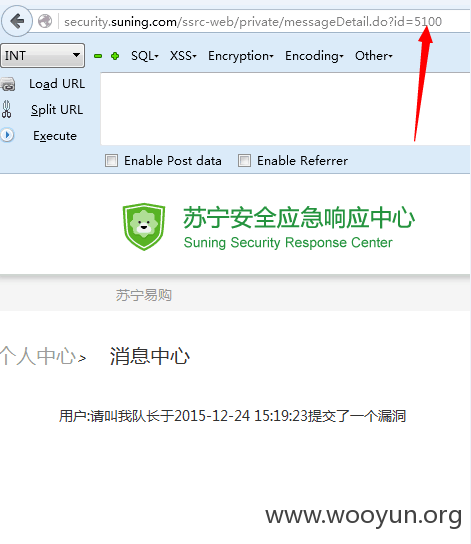 security.suning.com/ssrc-web/private/messageDetail.do?id=5100
INT SQL- XSS- Encryption- Encoding- Other-
Load URL
Split URL
Execute
Enable Post data Enable Referrer
苏宁安全应急响应中心
Suning Security Response Center
苏宁易购
个人中心> 消息中心
用户:请叫我队长于2015-12-24 15:19:23提交了一个漏洞
www.wooyun.org